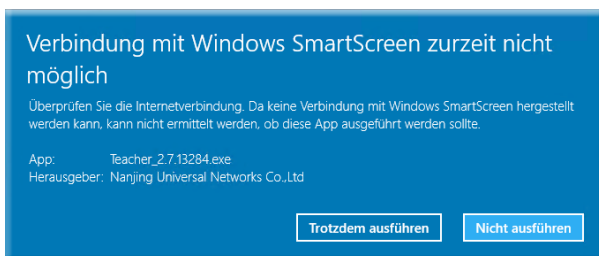 Verbindung mit Windows SmartScreen zurzeit nicht
möglich
Überprüfen Sie die Internetverbindung. Da keine Verbindung mit Windows SmartScreen hergestellt
werden kann, kann nicht ermittelt werden, ob diese App ausgeführt werden sollte.
App: Teacher_2.7.13284.exe
Herausgeber: Nanjing Universal Networks Co.,Ltd
Trotzdem ausführen Nicht ausführen